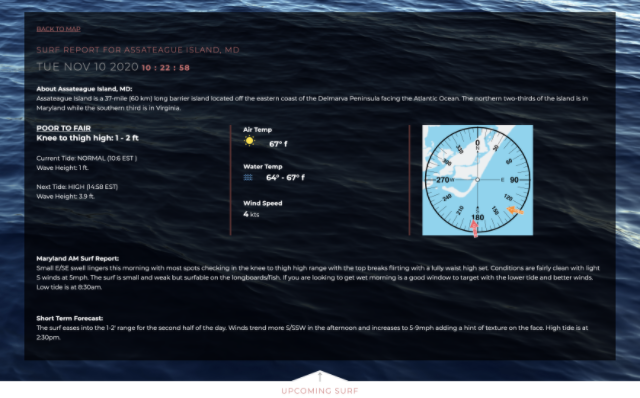 BACK TO MAP
SURF REPORT FOR ASSATEAGUE ISLAND, MD
TUE NOV 10 2020 10 : 22 : 58
About Assateague Island, MD:
Assateague Island is a 37-mile (60 km) long barrier island located off the eastern coast of the Delmarva Peninsula facing the Atlantic Ocean. The northern two-thirds of the island is in
Maryland while the southern third is in Virginia.
POOR TO FAIR
Knee to thigh high: 1 - 2 ft
Current Tide: NORMAL (10:6 EST )
Wave Height: 1 ft.
Next Tide: HIGH (14:58 EST)
Wave Height: 3.9 ft.
Air Temp
67° f
Water Temp
64° - 67° f
Wind Speed
4 kts
0
30
60
90
120
150
180
210
240
270
300
330
Maryland AM Surf Report:
Small E/SE swell lingers this morning with most spots checking in the knee to thigh high range with the top breaks flirting with a fully waist high set. Conditions are fairly clean with light
S winds at 5mph. The surf is small and weak but surfable on the longboards/fish. If you are looking to get wet morning is a good window to target with the lower tide and better winds.
Low tide is at 8:30am.
Short Term Forecast:
The surf eases into the 1-2' range for the second half of the day. Winds trend more S/SSW in the afternoon and increases to 5-9mph adding a hint of texture on the face. High tide is at
2:30pm.
UPCOMING SURF